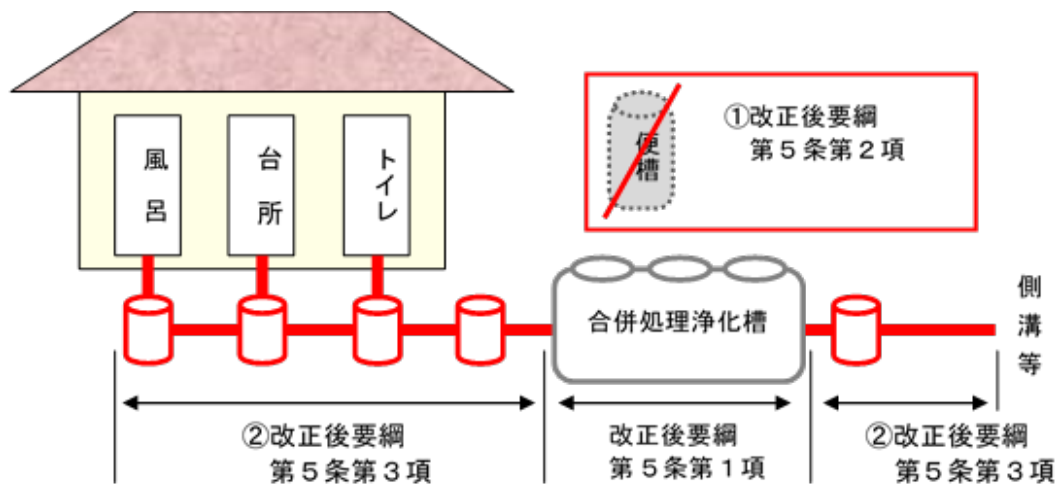 風呂
台所
トイレ
便槽
①改正後要綱
第５条第２項
合併処理浄化槽
側溝等
②改正後要綱
第５条第３項
改正後要綱
第５条第１項
②改正後要綱
第５条第３項